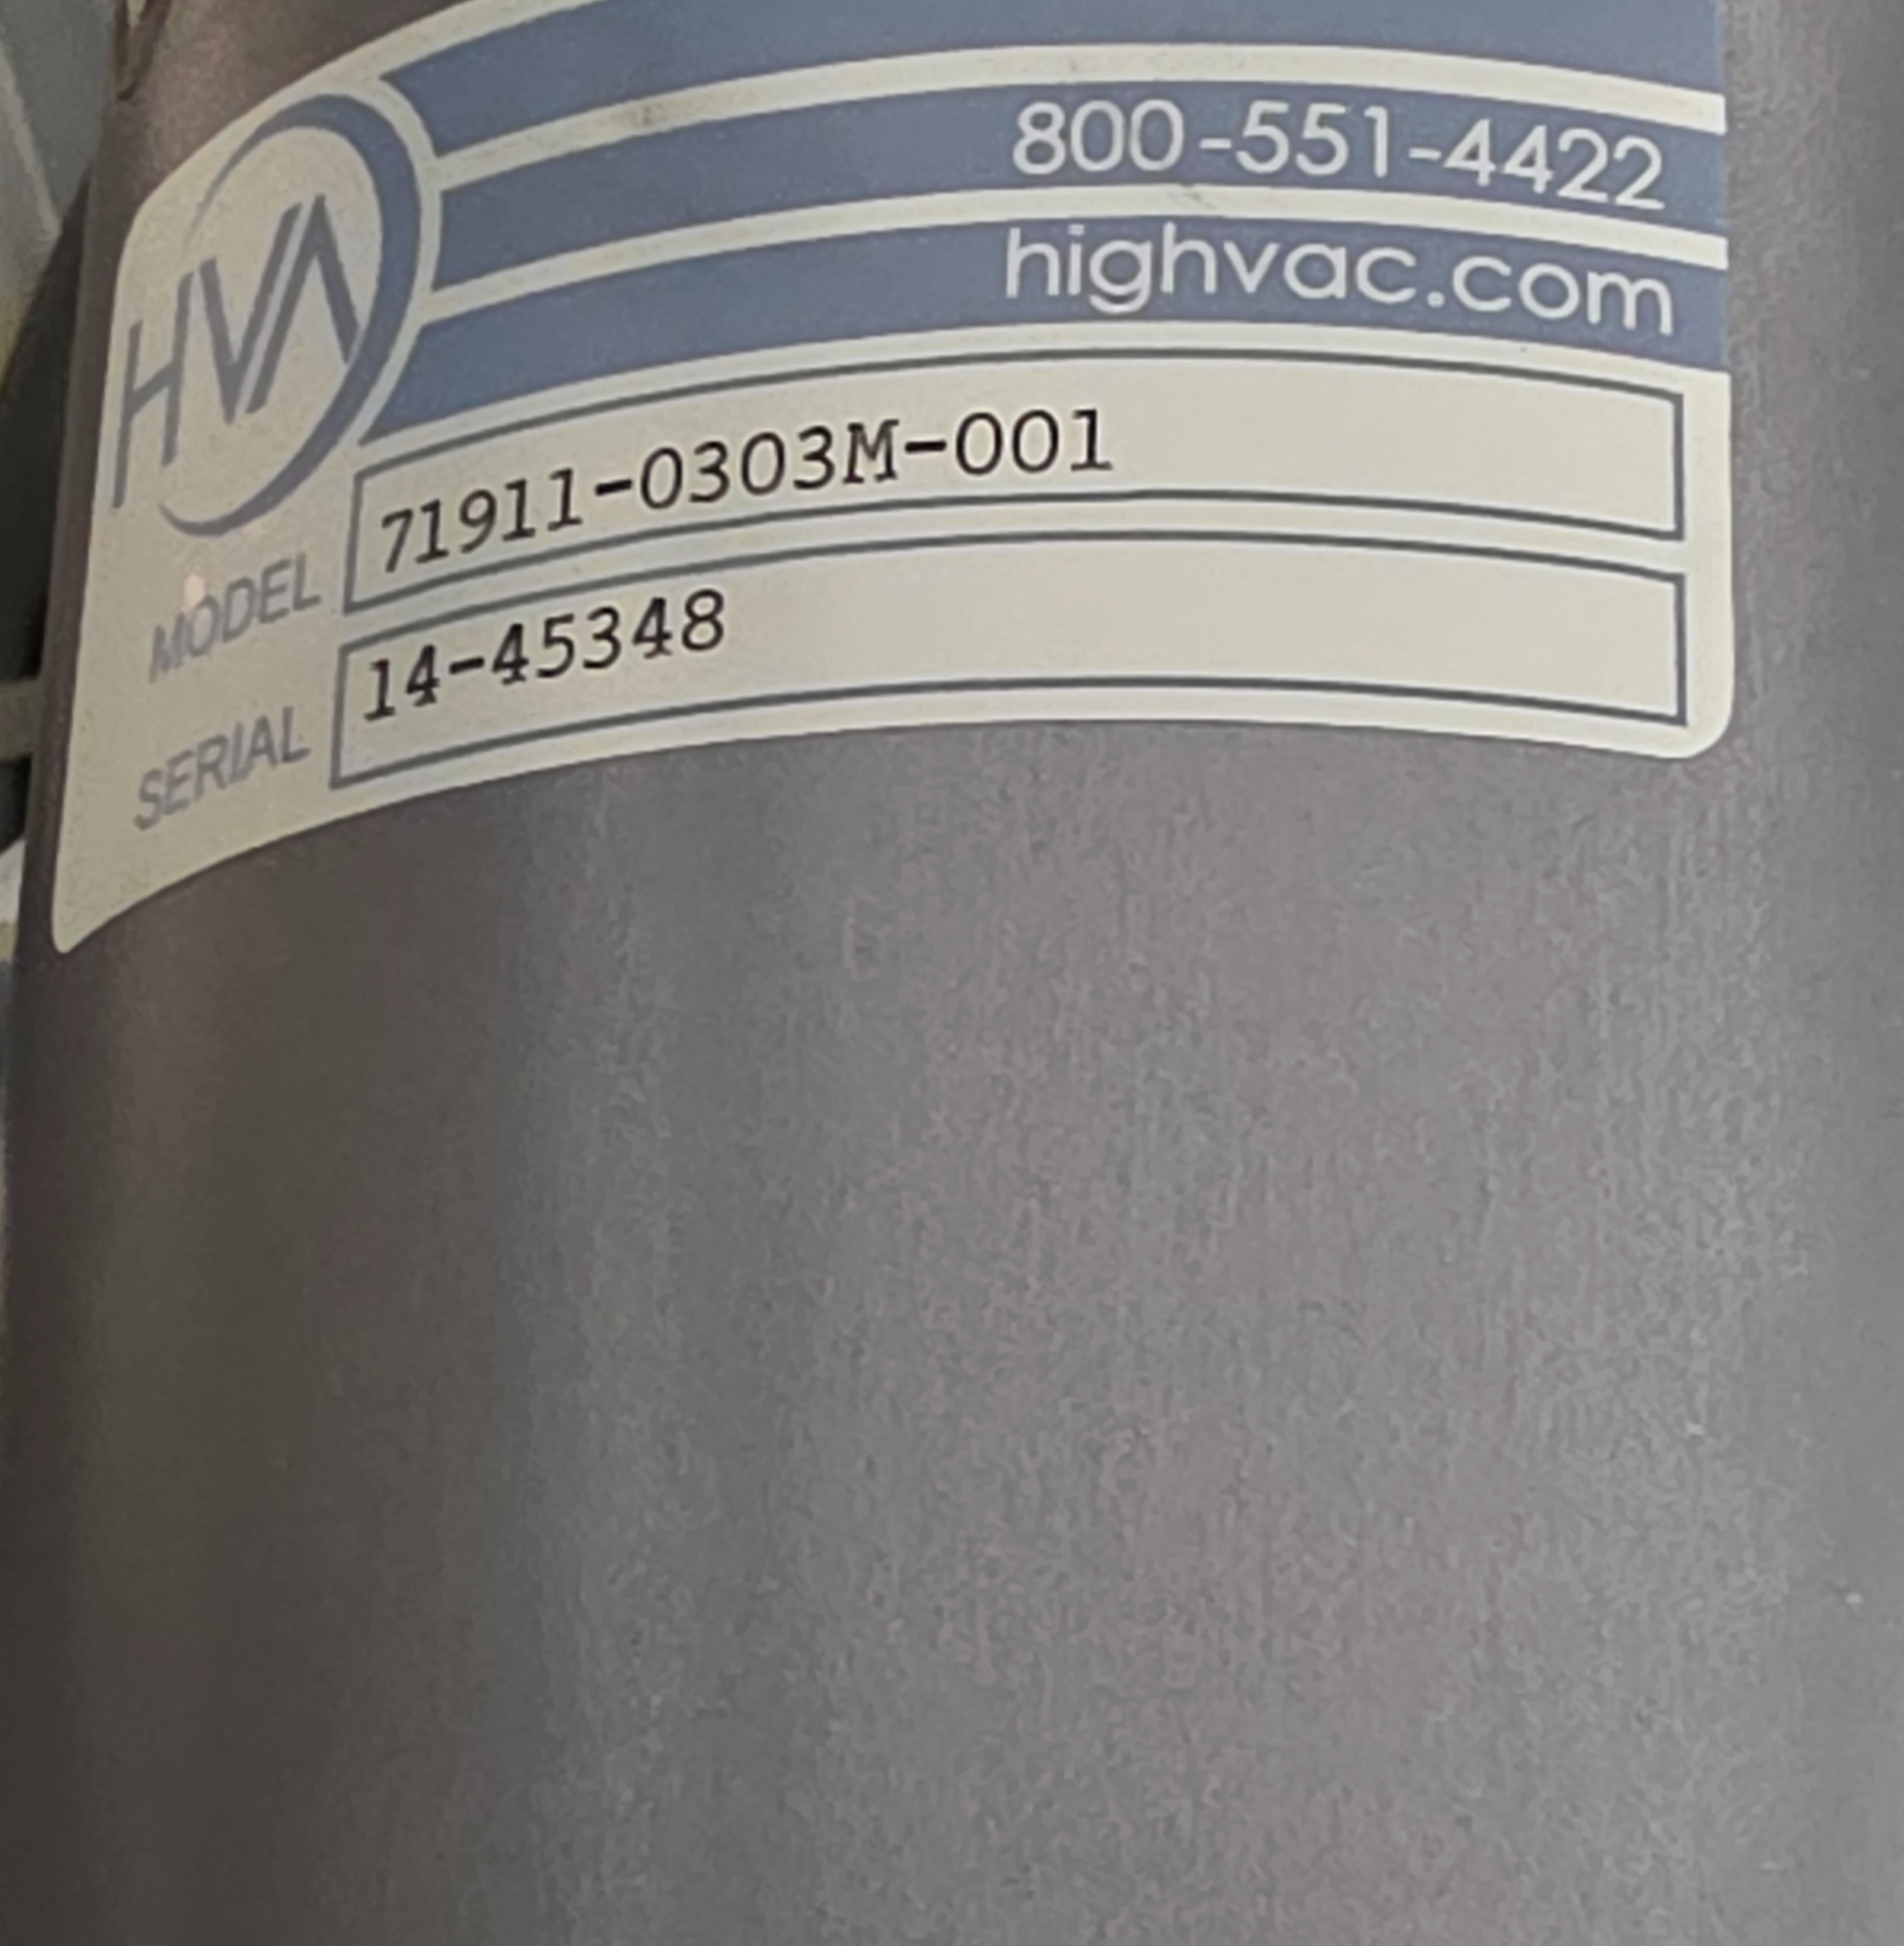 800-551-4422
highvac.com
HVA
MODEL 71911-0303M-001
SERIAL 14-45348